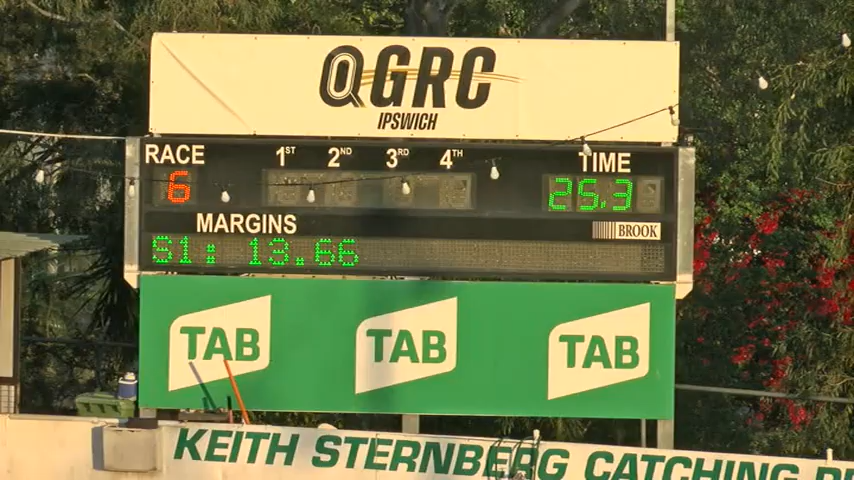 QGRC
IPSWICH
RACE 1ST 2ND 3RD 4TH TIME
6 25.3
MARGINS BROOK
S1: 13.66
TAB TAB TAB
KEITH STERNBERG CATCHING